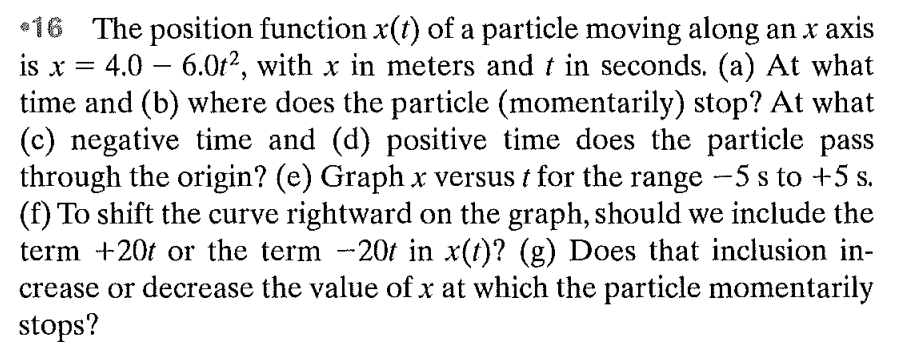 •16 The position function x(t) of a particle moving along an x axis
is x = 4.0 − 6.0t², with x in meters and t in seconds. (a) At what
time and (b) where does the particle (momentarily) stop? At what
(c) negative time and (d) positive time does the particle pass
through the origin? (e) Graph x versus t for the range −5 s to +5 s.
(f) To shift the curve rightward on the graph, should we include the
term +20t or the term −20t in x(t)? (g) Does that inclusion in-
crease or decrease the value of x at which the particle momentarily
stops?